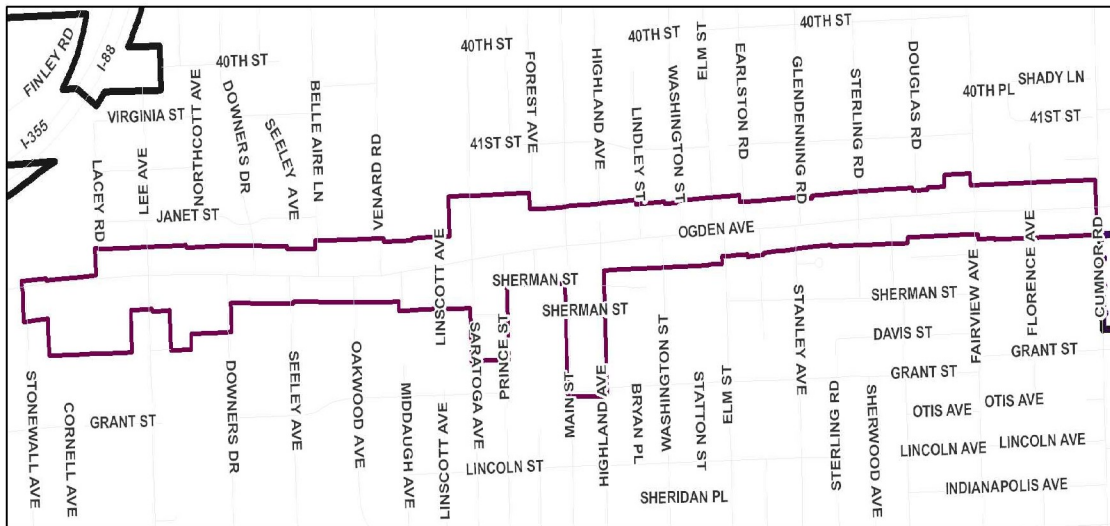 40TH ST
40TH ST
40TH ST
FINLEY RD
I-88
40TH ST
NORTHCOTT AVE
DOWNERS DR
SEELEY AVE
BELLE AIRE LN
VENARD RD
FOREST AVE
HIGHLAND AVE
LINDLEY ST
WASHINGTON ST
ELM ST
EARLSTON RD
GLENDENNING RD
STERLING RD
DOUGLAS RD
SHADY LN
40TH PL
VIRGINIA ST
41ST ST
I-355
41ST ST
LACEY RD
LEE AVE
JANET ST
OGDEN AVE
LINSCOTT AVE
FLORENCE AVE
CUMNOR RD
FAIRVIEW AVE
SHERMAN ST
SHERMAN ST
SHERMAN ST
DAVIS ST
GRANT ST
GRANT ST
STONEWALL AVE
CORNELL AVE
GRANT ST
DOWNERS DR
SEELEY AVE
OAKWOOD AVE
MIDDAUGH AVE
LINSCOTT AVE
SARATOGA AVE
PRINCE ST
MAIN ST
HIGHLAND AVE
BRYAN PL
WASHINGTON ST
STATTON ST
ELM ST
STANLEY AVE
STERLING RD
SHERWOOD AVE
OTIS AVE
OTIS AVE
LINCOLN AVE
LINCOLN AVE
LINCOLN ST
INDIANAPOLIS AVE
SHERIDAN PL